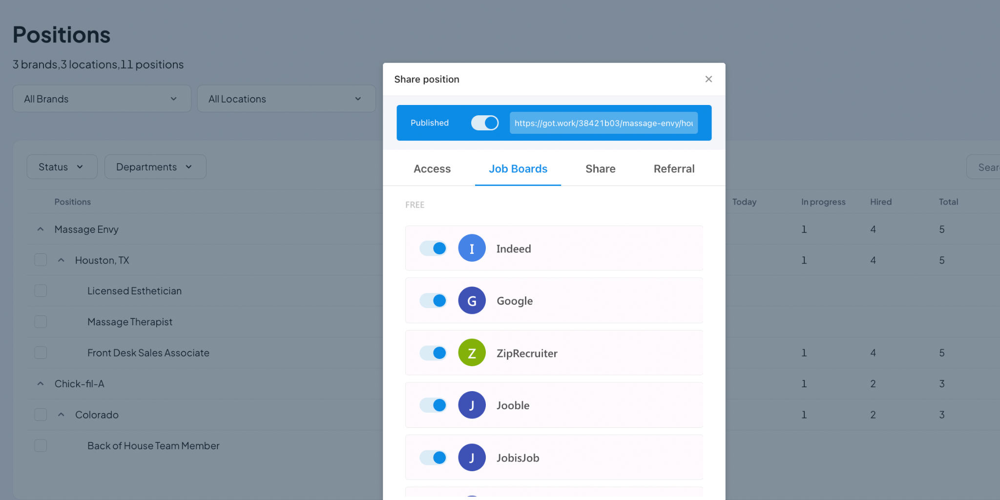 Positions
3 brands,3 locations,11 positions
All Brands
All Locations
Status
Departments
Positions
Today
In progress
Hired
Total
Massage Envy
1
4
5
Houston, TX
1
4
5
Licensed Esthetician
Massage Therapist
Front Desk Sales Associate
1
4
5
Chick-fil-A
1
2
3
Colorado
1
2
3
Back of House Team Member
Share position
Published
https://got.work/38421b03/massage-envy/hou
Access
Job Boards
Share
Referral
FREE
I
Indeed
G
Google
Z
ZipRecruiter
J
Jooble
J
JobisJob